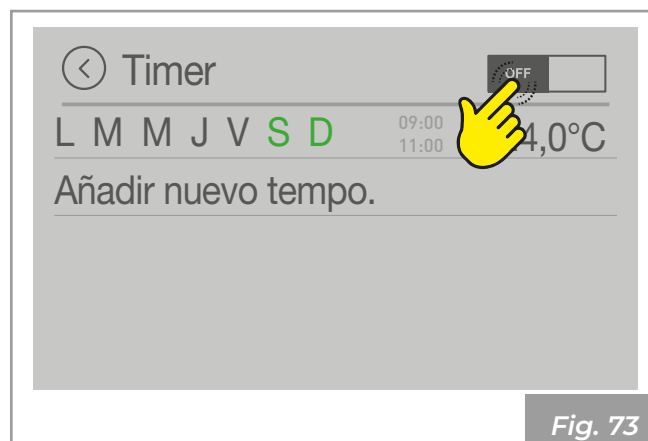 Timer
OFF
L M M J V S D
09:00
11:00
4,0°C
Añadir nuevo tempo.
Fig. 73